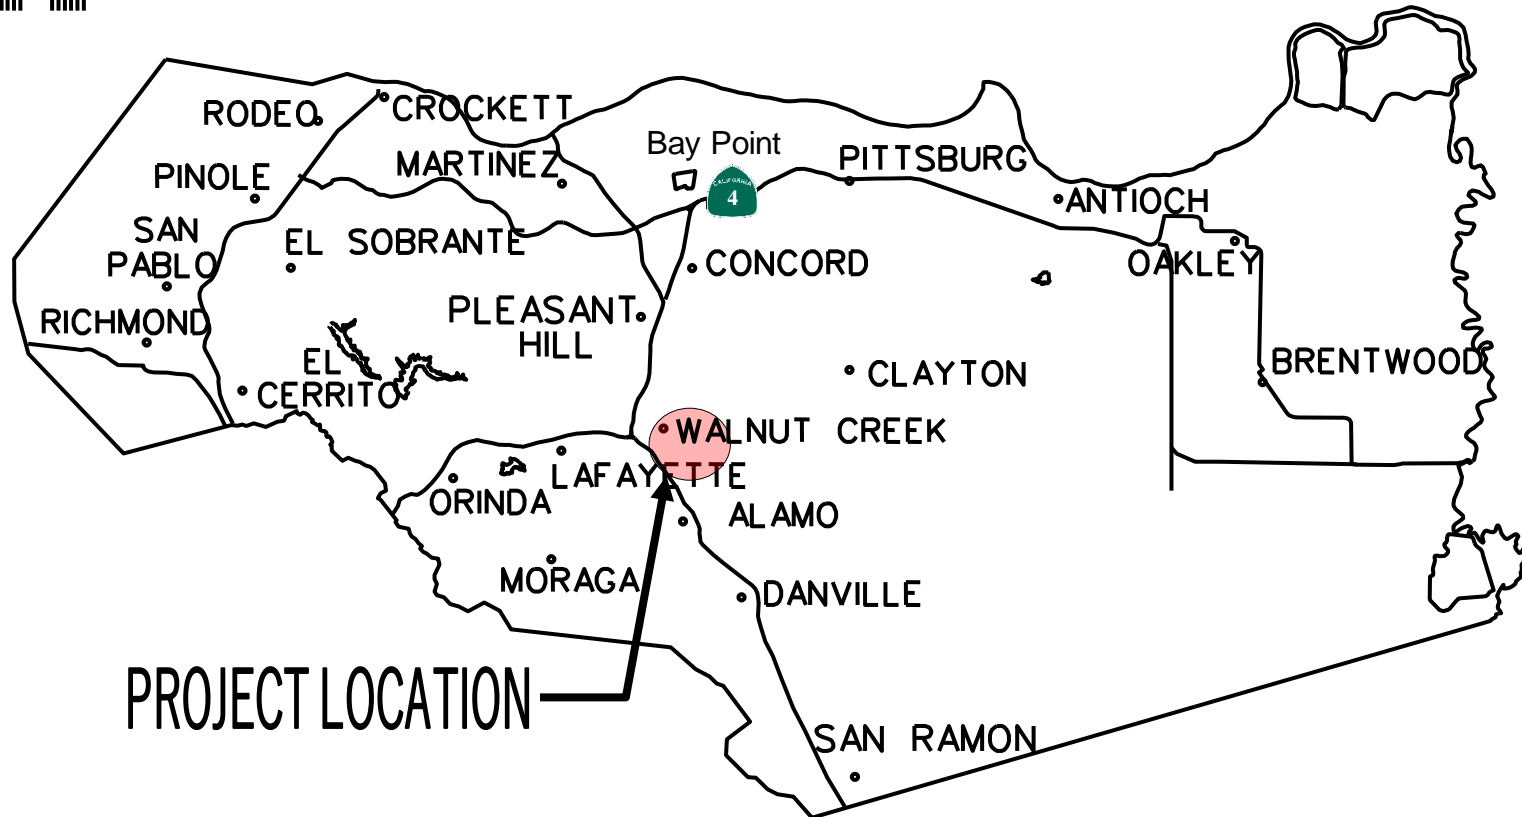 RODEO
CROCKETT
Bay Point
MARTINEZ
PITTSBURG
PINOLE
CALIFORNIA
4
ANTIOCH
SAN
PABLO
EL SOBRANTE
CONCORD
OAKLEY
RICHMOND
PLEASANT
HILL
EL
CERRITO
CLAYTON
BRENTWOOD
WALNUT CREEK
LAFAYETTE
ORINDA
ALAMO
MORAGA
DANVILLE
PROJECT LOCATION
SAN RAMON